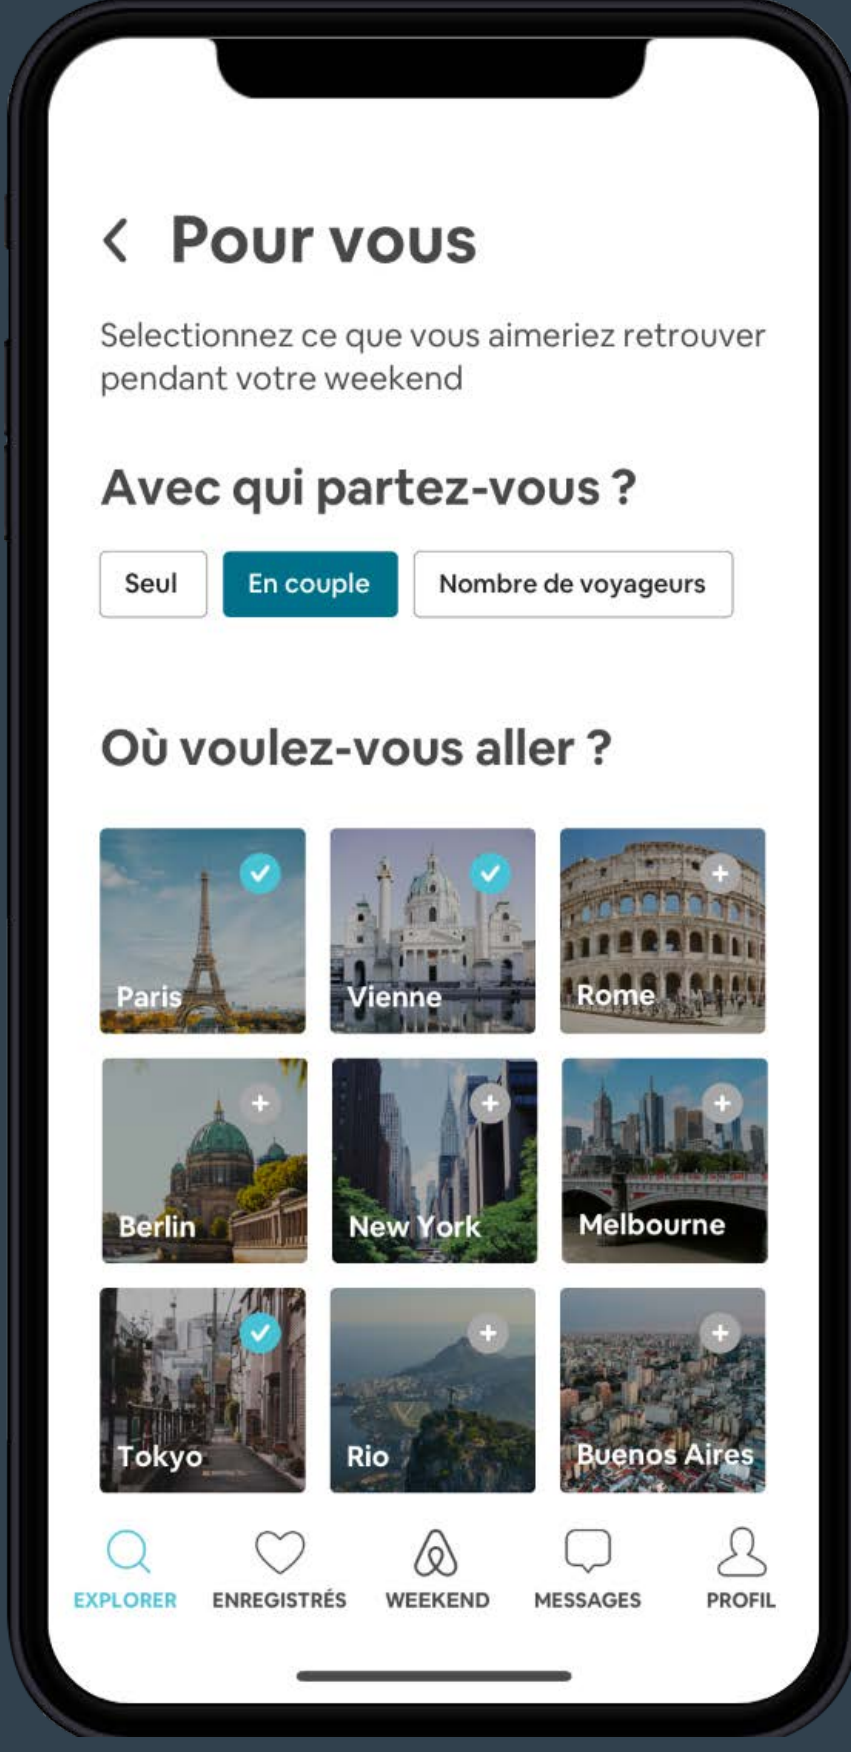 Pour vous
Selectionnez ce que vous aimeriez retrouver
pendant votre weekend
Avec qui partez-vous ?
Seul
En couple
Nombre de voyageurs
Où voulez-vous aller ?
Paris
Vienne
Rome
Berlin
New York
Melbourne
Tokyo
Rio
Buenos Aires
EXPLORER
ENREGISTRÉS
WEEKEND
MESSAGES
PROFIL